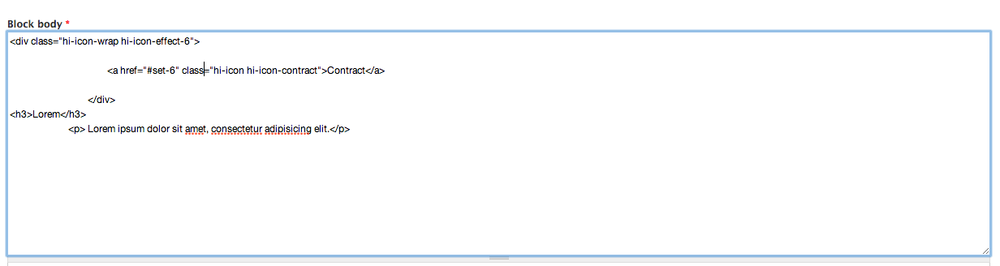 Block body *
<div class="hi-icon-wrap hi-icon-effect-6">
<a href="#set-6" class="hi-icon hi-icon-contract">Contract</a>
</div>
<h3>Lorem</h3>
<p> Lorem ipsum dolor sit amet, consectetur adipisicing elit.</p>